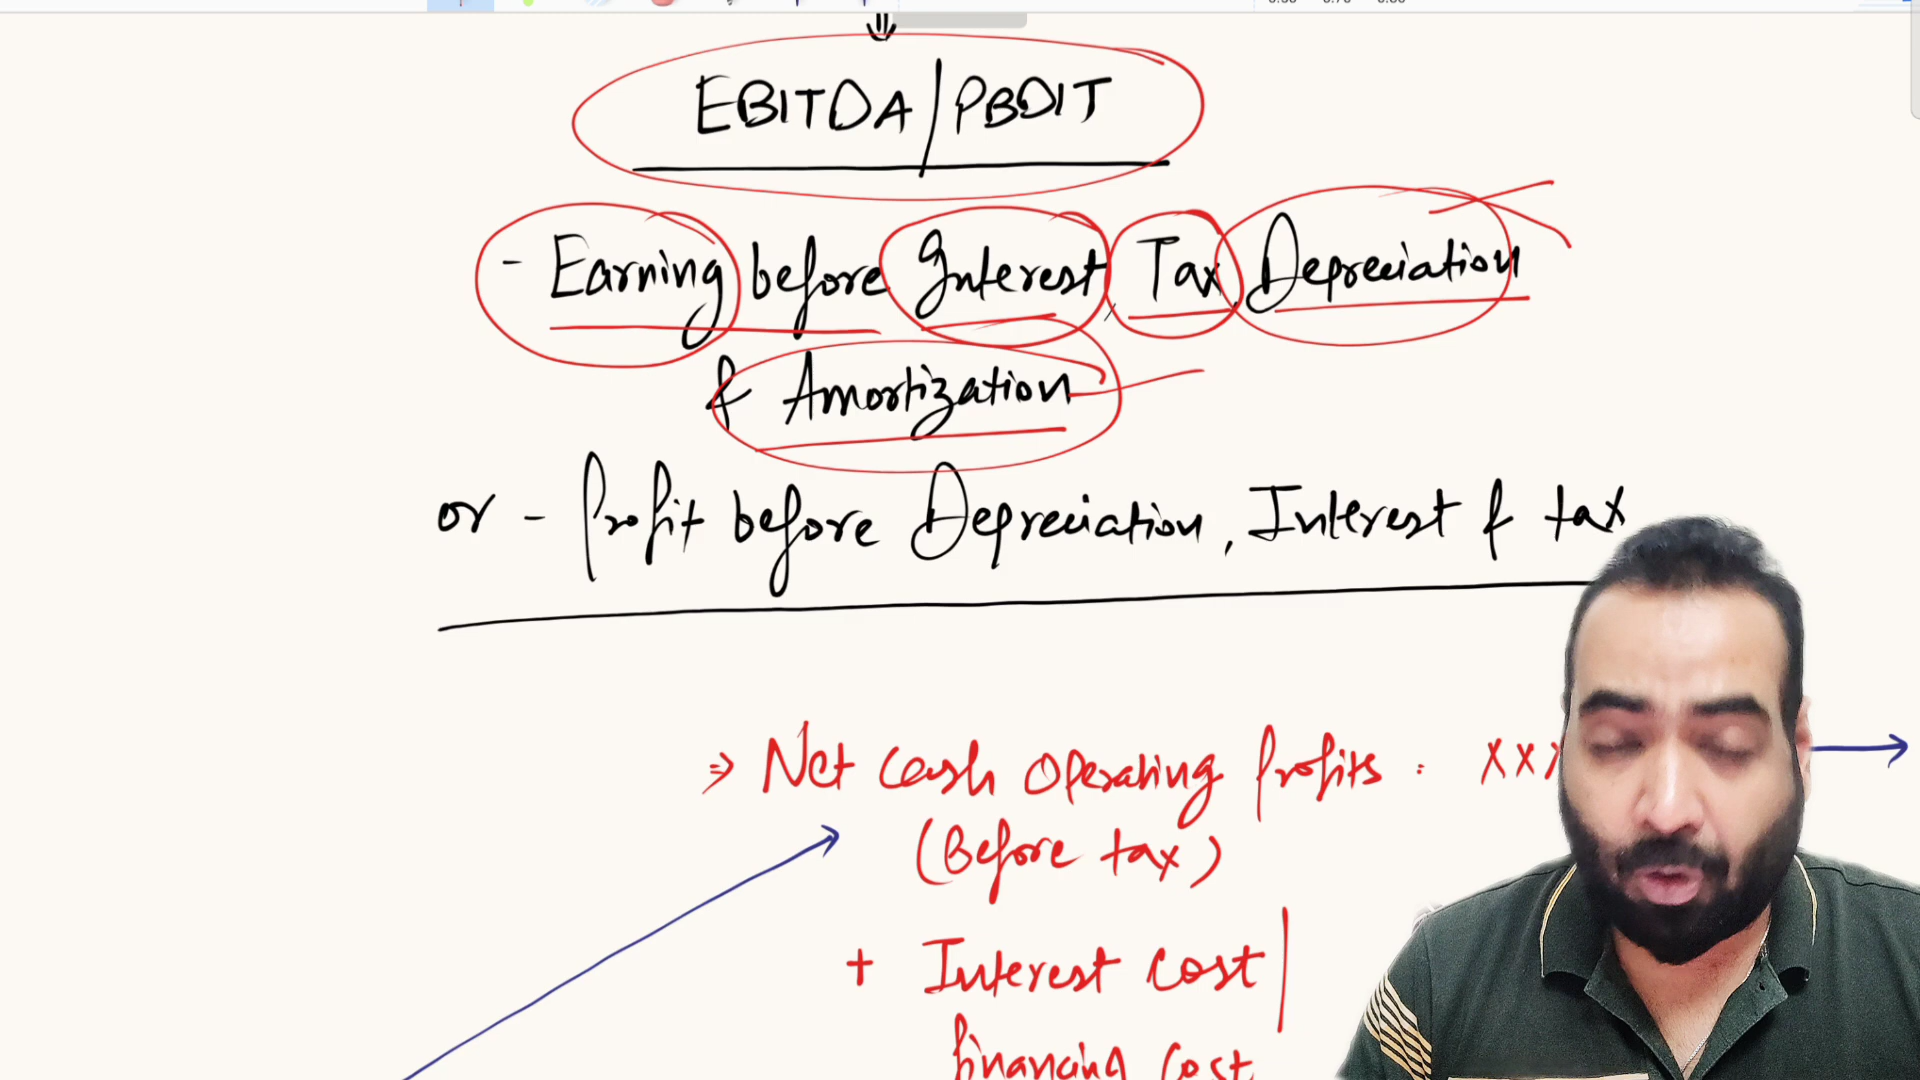 EBITDA/PBDIT
- Earning before Interest, Tax, Depreciation
& Amortization
or - Profit before Depreciation, Interest & tax
⇒ Net Cash Operating Profits : XXX
(Before tax)
+ Interest Cost/
financing Cost